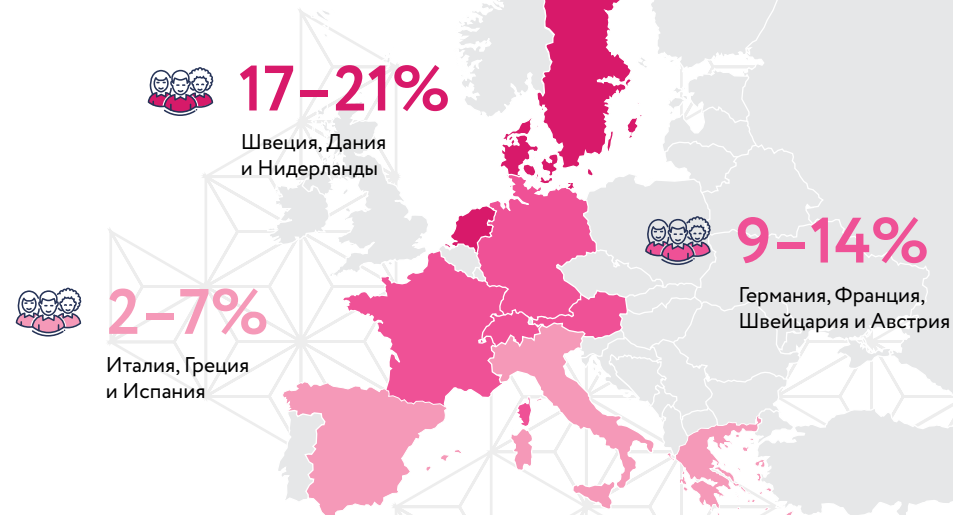 17–21%
Швеция, Дания
и Нидерланды
9–14%
Германия, Франция,
Швейцария и Австрия
2–7%
Италия, Греция
и Испания